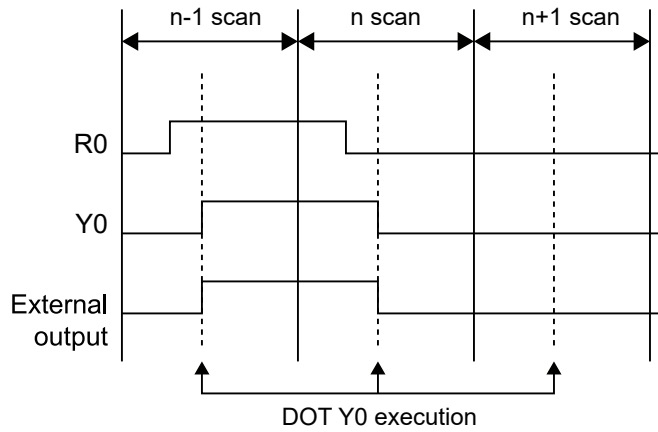 n-1 scan
n scan
n+1 scan
R0
Y0
External
output
DOT Y0 execution